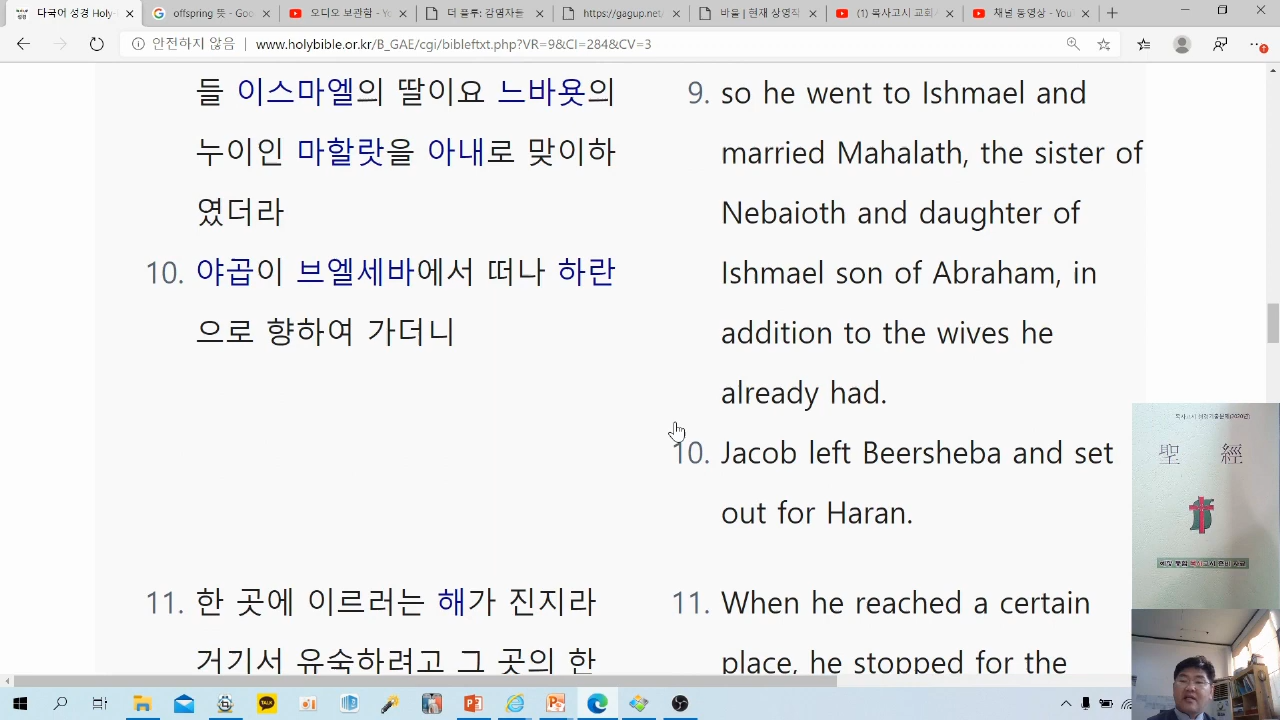 다국어 성경 Holy-
offspring 뜻 - Goo
오디오 보관함 - Yo
더 플루: 감염자들
https://gagup.net/
바울 | 현재 상영작
(1) 목사고시 교회사
채널 동영상 - YouT
안전하지 않음
www.holybible.or.kr/B_GAE/cgi/bibleftxt.php?VR=9&CI=284&CV=3
들 이스마엘의 딸이요 느바욧의
누이인 마할랏을 아내로 맞이하
였더라
10. 야곱이 브엘세바에서 떠나 하란
으로 향하여 가더니
11. 한 곳에 이르러는 해가 진지라
거기서 유숙하려고 그 곳의 한
9. so he went to Ishmael and
married Mahalath, the sister of
Nebaioth and daughter of
Ishmael son of Abraham, in
addition to the wives he
already had.
10. Jacob left Beersheba and set
out for Haran.
11. When he reached a certain
place, he stopped for the
聖 經
TALK